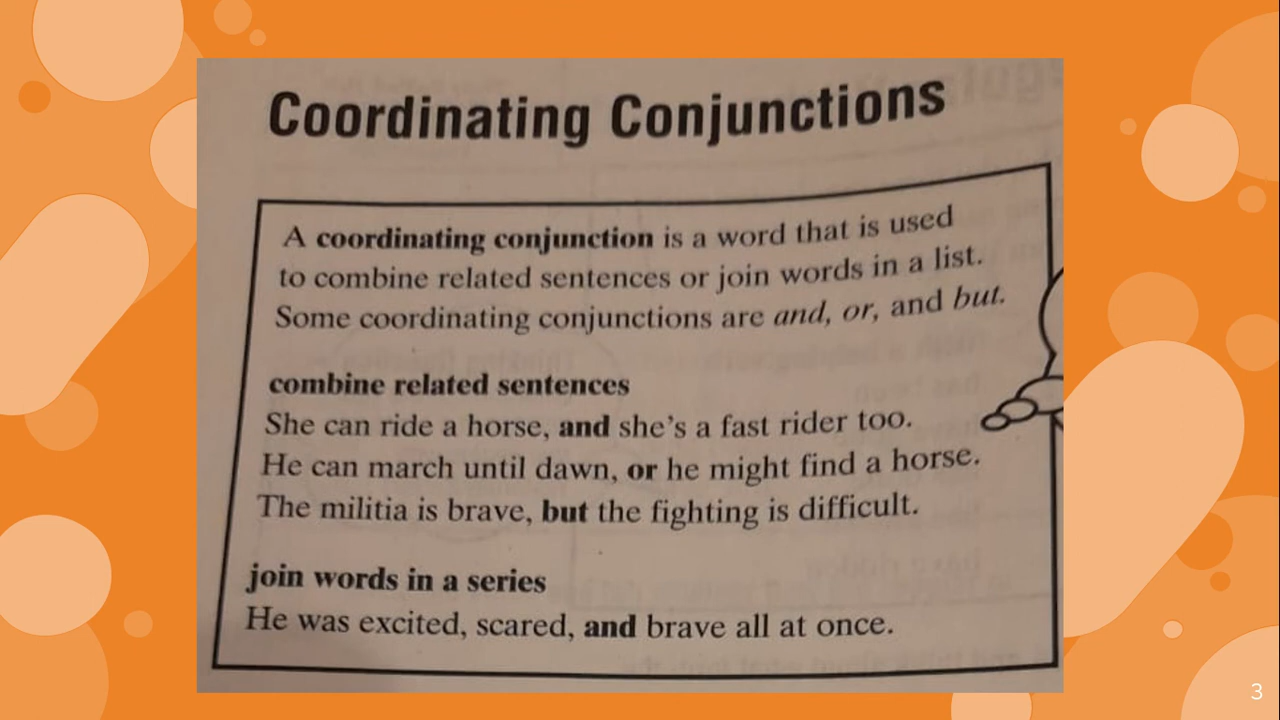 Coordinating Conjunctions
A coordinating conjunction is a word that is used
to combine related sentences or join words in a list.
Some coordinating conjunctions are and, or, and but.
combine related sentences
She can ride a horse, and she's a fast rider too.
He can march until dawn, or he might find a horse.
The militia is brave, but the fighting is difficult.
join words in a series
He was excited, scared, and brave all at once.
3